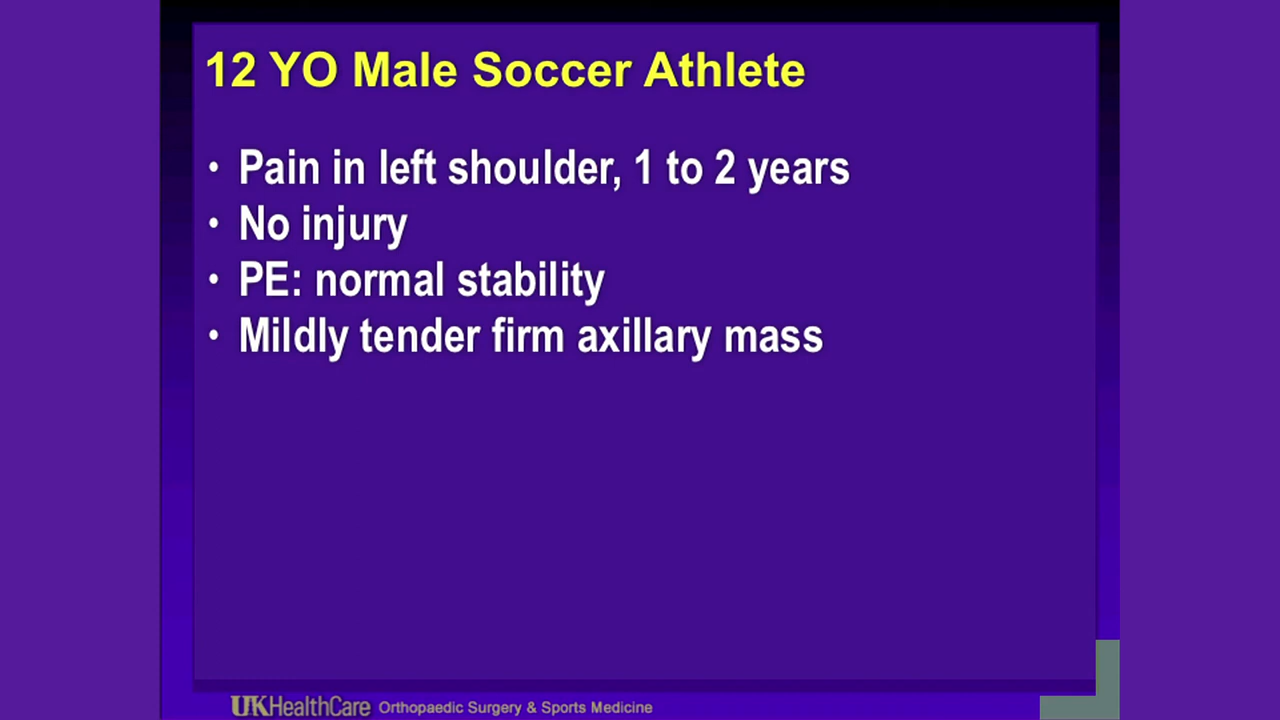 12 YO Male Soccer Athlete
• Pain in left shoulder, 1 to 2 years
• No injury
• PE: normal stability
• Mildly tender firm axillary mass
UKHealthCare Orthopaedic Surgery & Sports Medicine